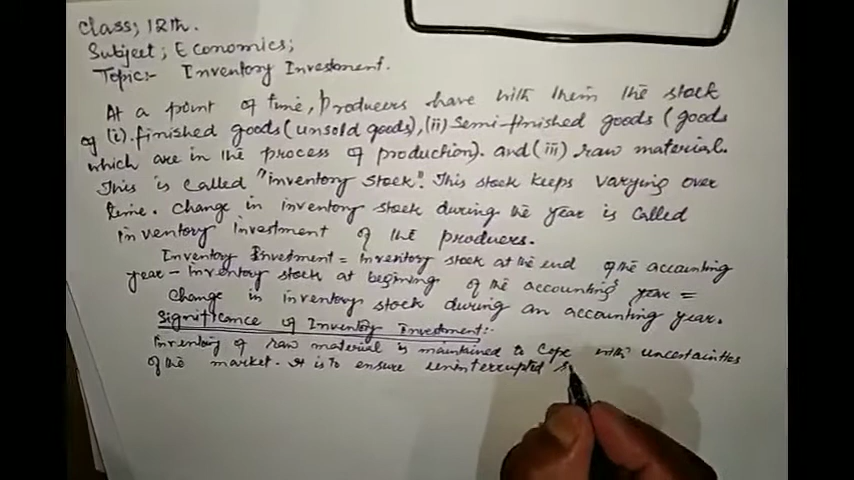 Class; 12th.
Subject; Economics;
Topic:- Inventory Investment.
At a point of time, producers have with them the stock
of (i). finished goods (unsold goods), (ii) Semi-finished goods (goods
which are in the process of production). and (iii) raw material.
This is called "inventory stock". This stock keeps varying over
time. Change in inventory stock during the year is called
inventory investment of the producers.
Inventory Investment = inventory stock at the end of the accounting
year - inventory stock at begining of the accounting year =
Change in inventory stock during an accounting year.
Significance of Inventory Investment:-
Inventory of raw material is maintained to Cope with uncertainties
of the market. It is to ensure uninterrupted s